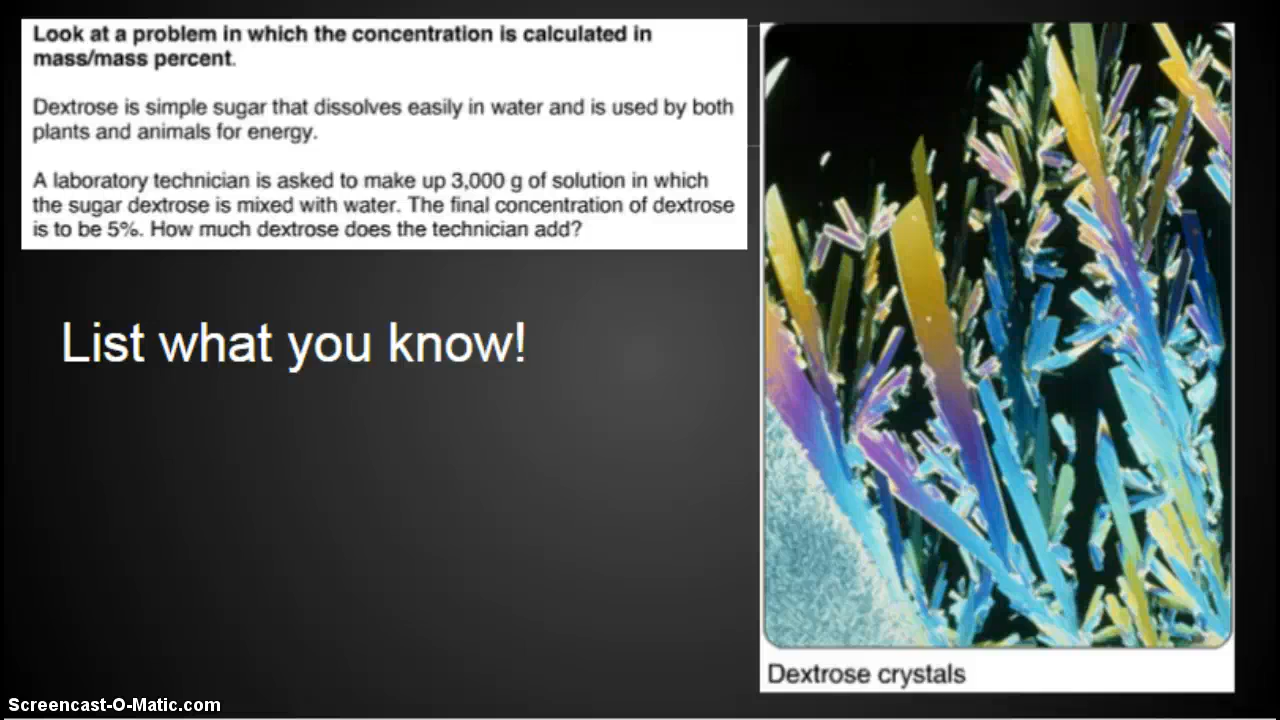 Look at a problem in which the concentration is calculated in
mass/mass percent.
Dextrose is simple sugar that dissolves easily in water and is used by both
plants and animals for energy.
A laboratory technician is asked to make up 3,000 g of solution in which
the sugar dextrose is mixed with water. The final concentration of dextrose
is to be 5%. How much dextrose does the technician add?
List what you know!
Dextrose crystals
Screencast-O-Matic.com